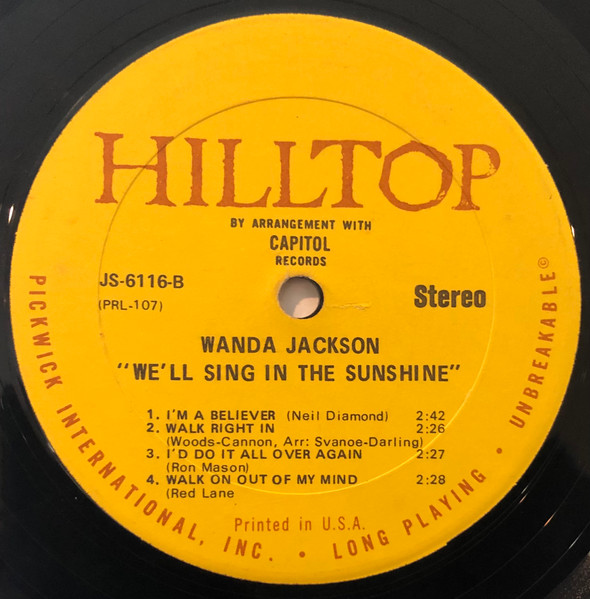 HILLTOP
BY ARRANGEMENT WITH
CAPITOL
RECORDS
JS-6116-B
(PRL-107)
Stereo
WANDA JACKSON
"WE'LL SING IN THE SUNSHINE"
1. I'M A BELIEVER (Neil Diamond) 2:42
2. WALK RIGHT IN 2:26
(Woods-Cannon, Arr: Svanoe-Darling)
3. I'D DO IT ALL OVER AGAIN 2:27
(Ron Mason)
4. WALK ON OUT OF MY MIND 2:28
(Red Lane
Printed in U.S.A.
PICKWICK INTERNATIONAL, INC. • LONG PLAYING • UNBREAKABLE©